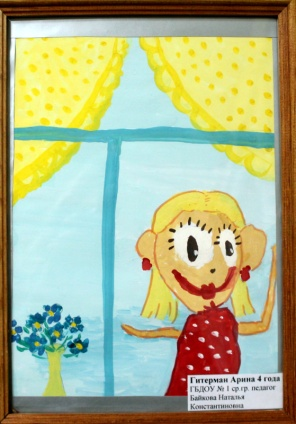 Гитерман Арина 4 года
ГБДОУ № 1 ср.гр. педагог
Байкова Наталья
Константиновна